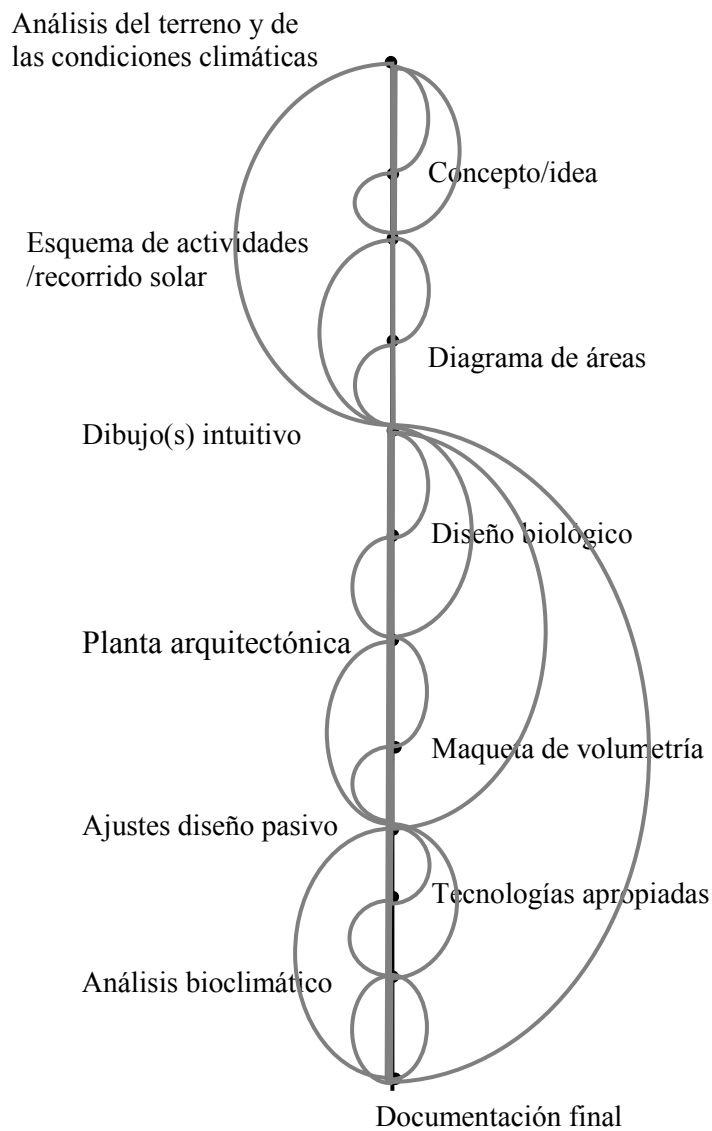 Análisis del terreno y de
las condiciones climáticas
Concepto/idea
Esquema de actividades
/recorrido solar
Diagrama de áreas
Dibujo(s) intuitivo
Diseño biológico
Planta arquitectónica
Maqueta de volumetría
Ajustes diseño pasivo
Tecnologías apropiadas
Análisis bioclimático
Documentación final